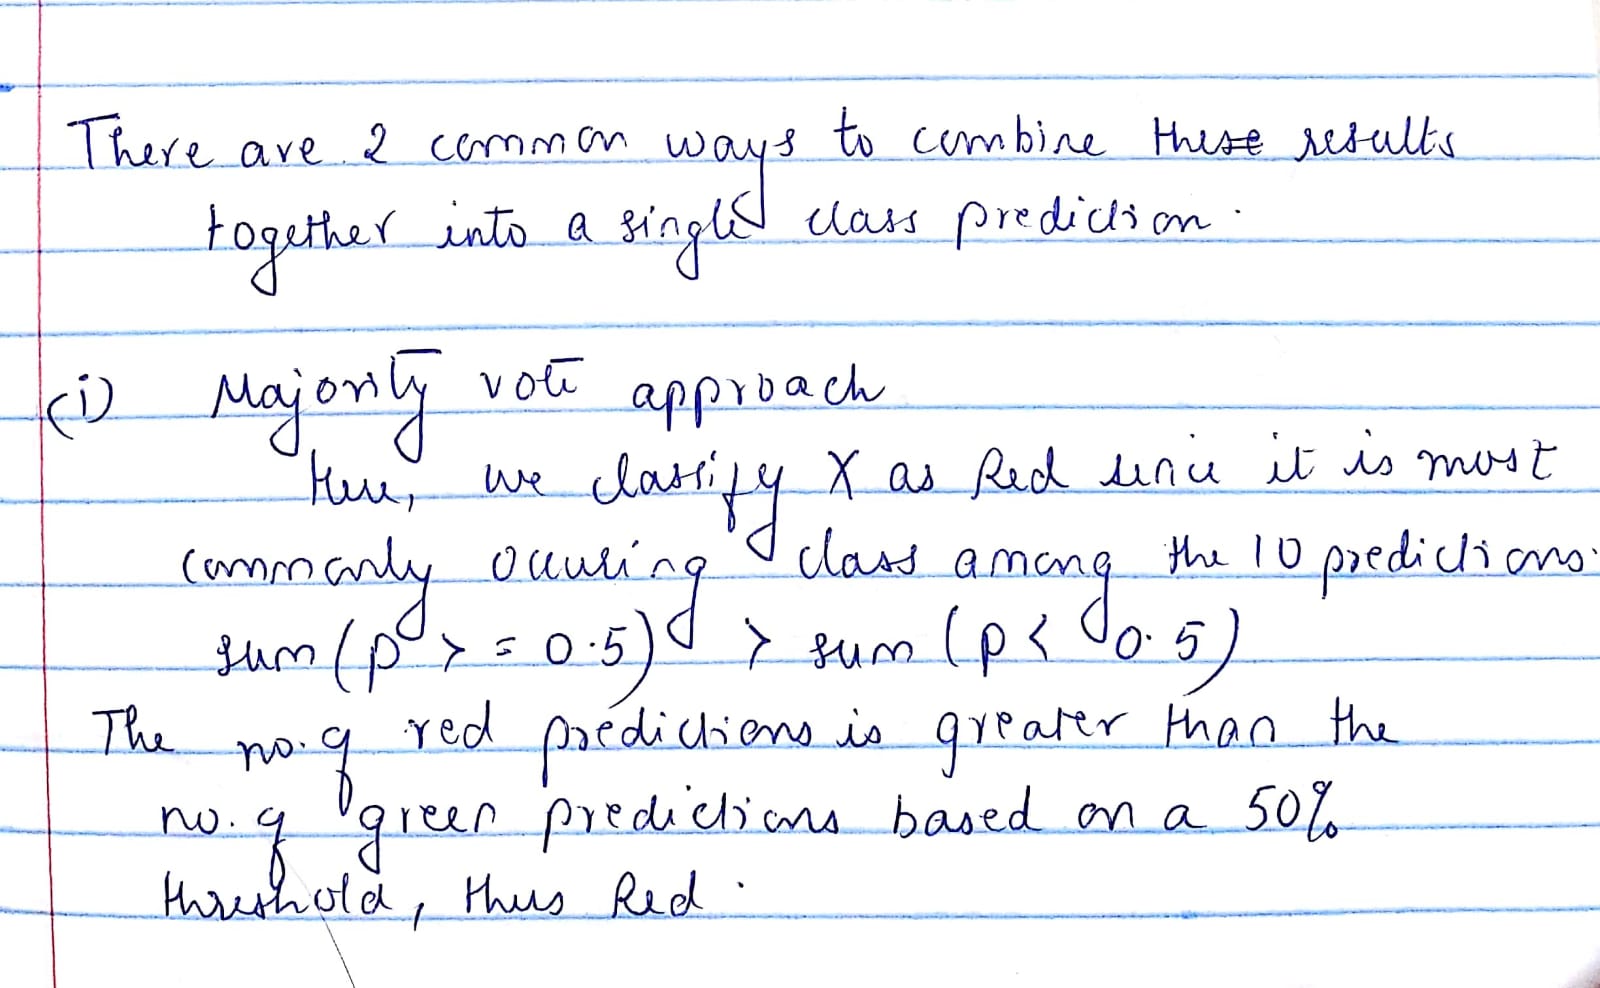 There are 2 common ways to combine these results
together into a single class prediction.
(i) Majority vote approach
Here, we classify X as Red since it is most
commonly occuring class among the 10 predictions.
sum (p >= 0.5) > sum (p < 0.5)
The no. of red predictions is greater than the
no. of green predictions based on a 50%
threshold, thus Red.